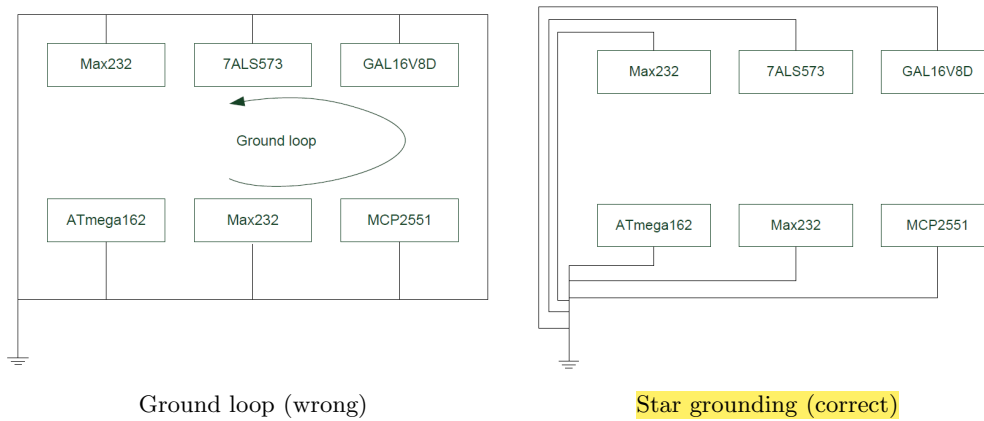 Max232
7ALS573
GAL16V8D
Ground loop
ATmega162
Max232
MCP2551
Ground loop (wrong)
Max232
7ALS573
GAL16V8D
ATmega162
Max232
MCP2551
Star grounding (correct)